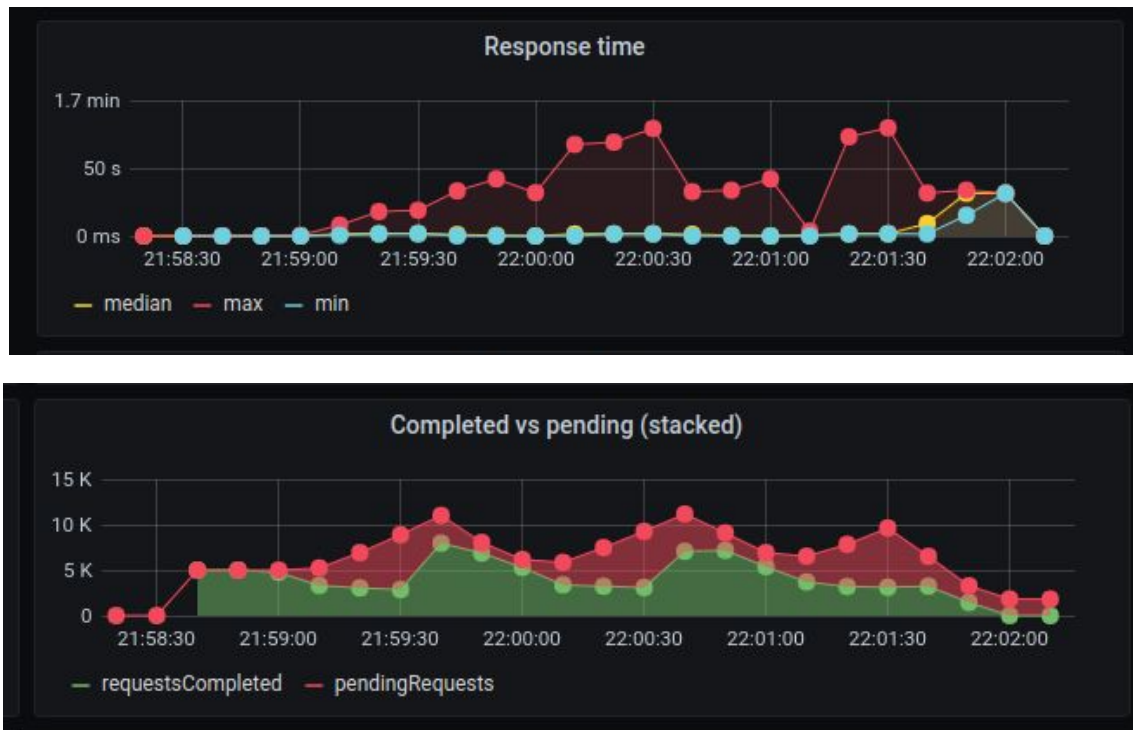 Response time
1.7 min
50 s
0 ms
21:58:30 21:59:00 21:59:30 22:00:00 22:00:30 22:01:00 22:01:30 22:02:00
median max min
Completed vs pending (stacked)
15 K
10 K
5 K
0
21:58:30 21:59:00 21:59:30 22:00:00 22:00:30 22:01:00 22:01:30 22:02:00
requestsCompleted pendingRequests